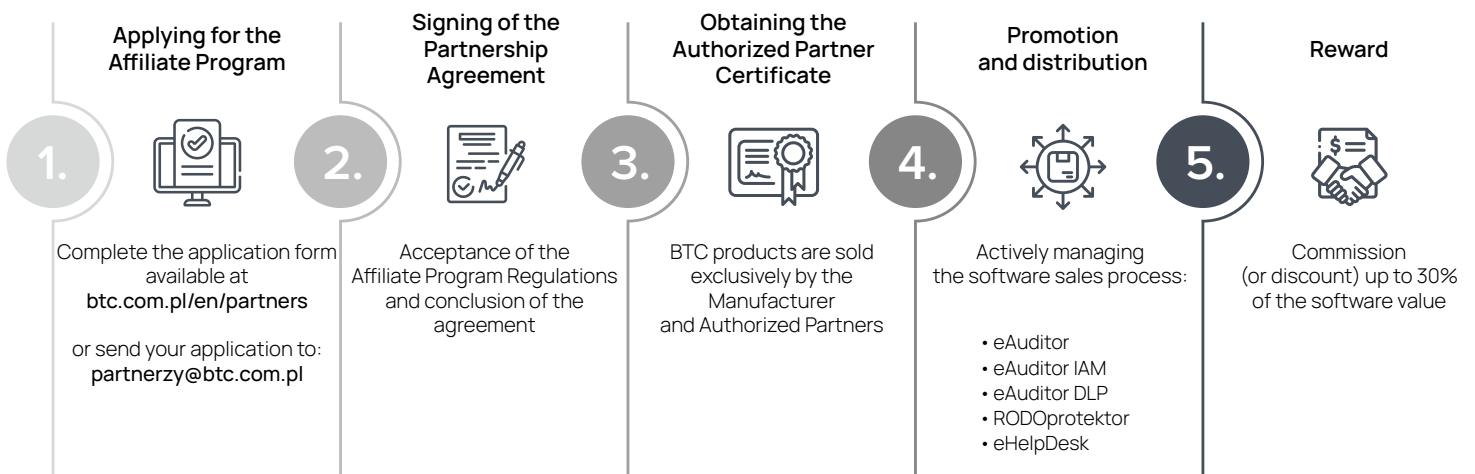 1.
Applying for the
Affiliate Program
Complete the application form
available at
btc.com.pl/en/partners
or send your application to:
partnerzy@btc.com.pl
2.
Signing of the
Partnership
Agreement
Acceptance of the
Affiliate Program Regulations
and conclusion of the
agreement
3.
Obtaining the
Authorized Partner
Certificate
BTC products are sold
exclusively by the
Manufacturer
and Authorized Partners
4.
Promotion
and distribution
Actively managing
the software sales process:
• eAuditor
• eAuditor IAM
• eAuditor DLP
• RODOprotektor
• eHelpDesk
5.
Reward
$
Commission
(or discount) up to 30%
of the software value